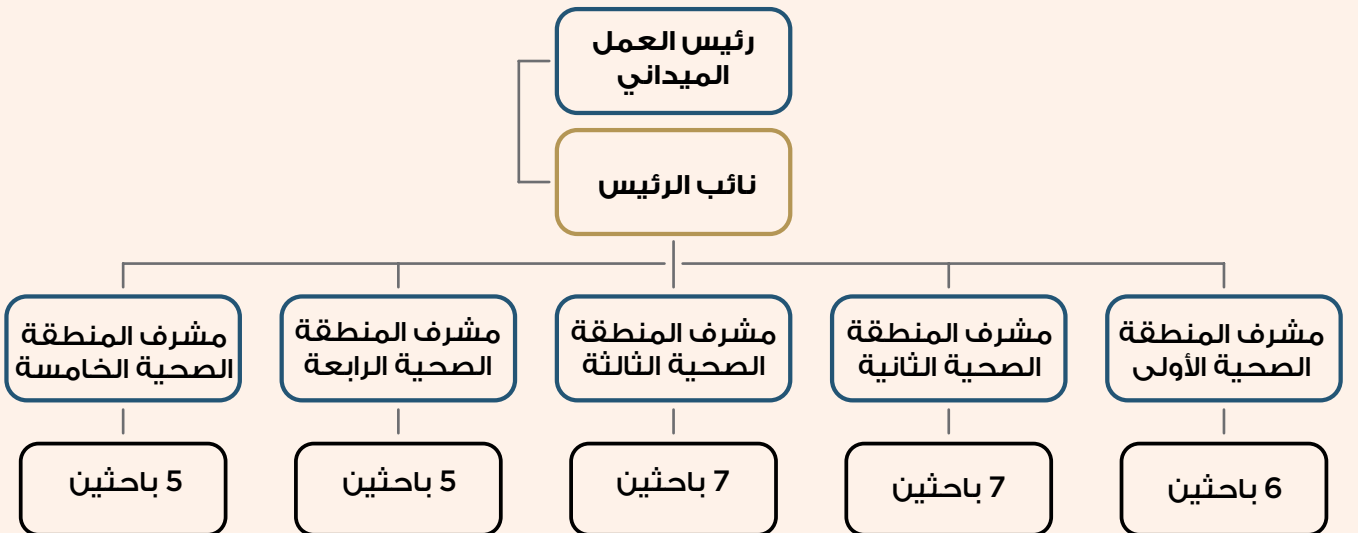 رئيس العمل
الميداني
نائب الرئيس
مشرف المنطقة
الصحية الأولى
مشرف المنطقة
الصحية الثانية
مشرف المنطقة
الصحية الثالثة
مشرف المنطقة
الصحية الرابعة
مشرف المنطقة
الصحية الخامسة
6 باحثين
7 باحثين
7 باحثين
5 باحثين
5 باحثين